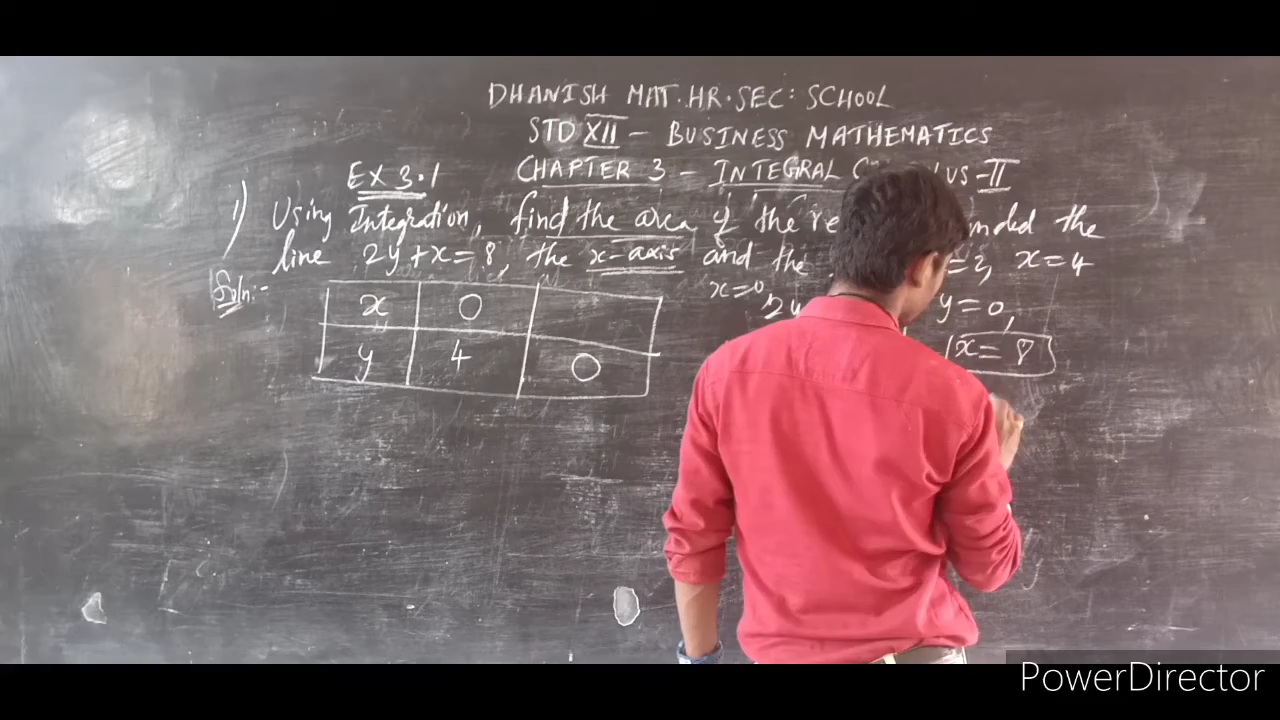 DHANISH MAT.HR.SEC: SCHOOL
STD XII - BUSINESS MATHEMATICS
EX 3.1
CHAPTER 3 - INTEGRAL -II
1) Using Integration, find the area of the the
line 2y+x=8, the x-axis and the =2, x=4
Soln:-
x 0
y 4 0
x=0
2y
y=0,
x= 8
PowerDirector